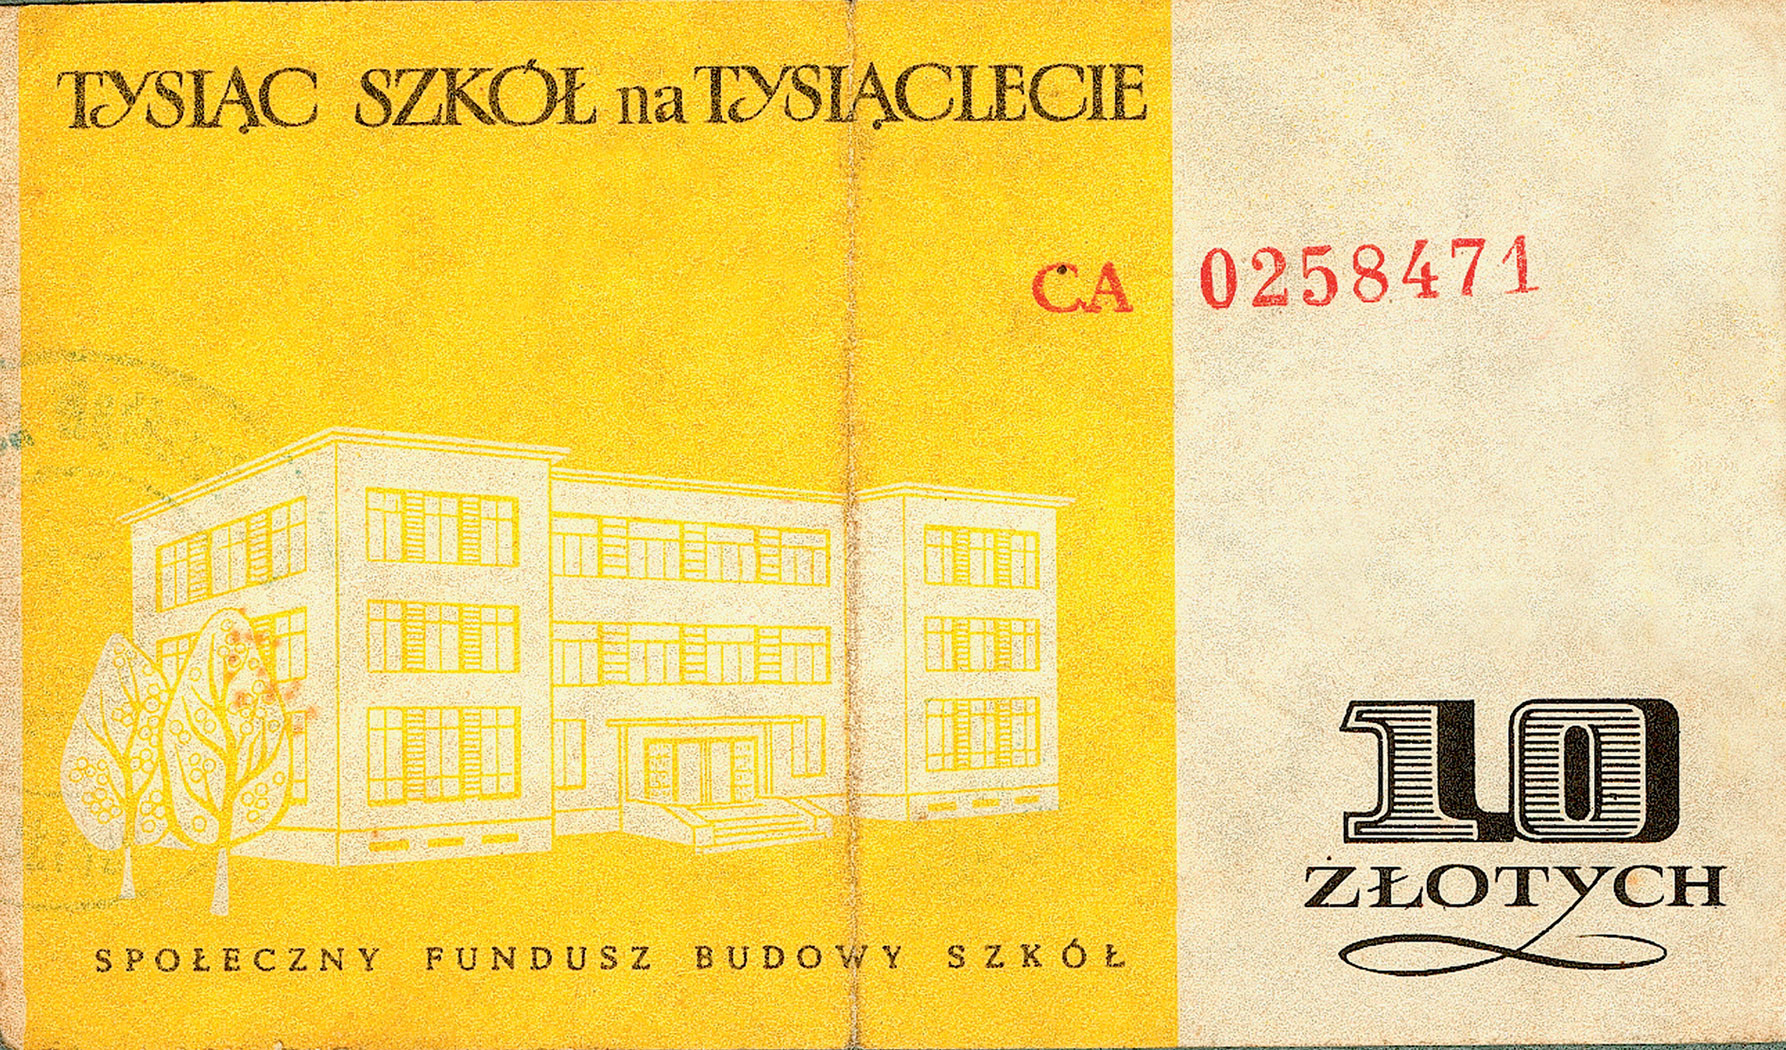 TYSIĄC SZKÓŁ na TYSIĄCLECIE
CA 0258471
10
ZŁOTYCH
SPOŁECZNY FUNDUSZ BUDOWY SZKÓŁ